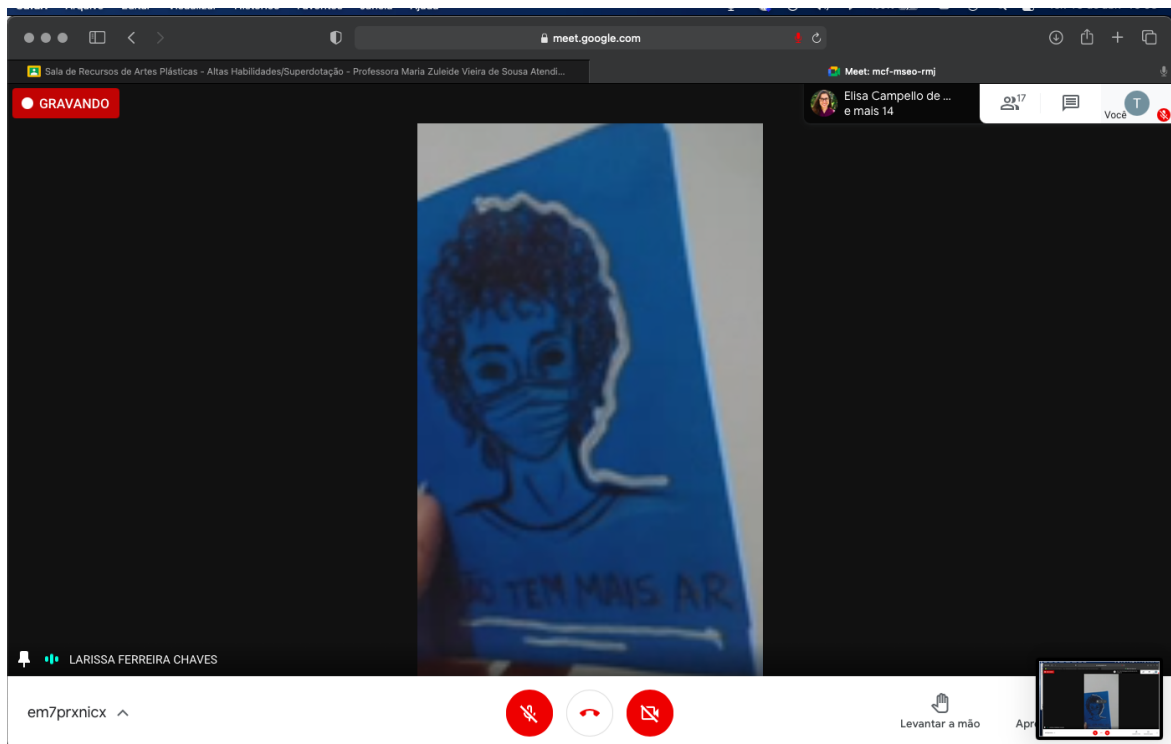 meet.google.com
Sala de Recursos de Artes Plásticas - Altas Habilidades/Superdotação - Professora Maria Zuleide Vieira de Sousa Atendi...
Meet: mcf-mseo-rmj
GRAVANDO
Elisa Campello de ...
e mais 14
17
T
Você
TEM MAIS AR
LARISSA FERREIRA CHAVES
em7prxnicx
Levantar a mão
Apr